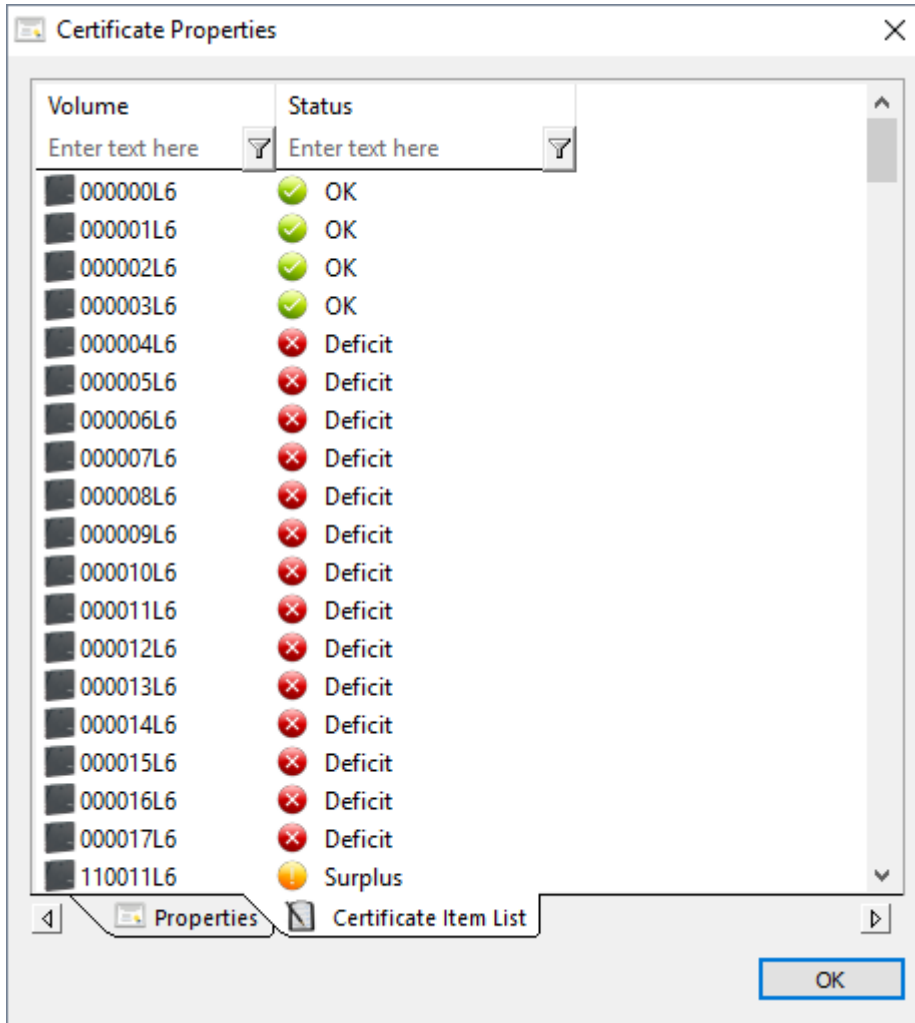 Certificate Properties
Volume Status
Enter text here Enter text here
000000L6 OK
000001L6 OK
000002L6 OK
000003L6 OK
000004L6 Deficit
000005L6 Deficit
000006L6 Deficit
000007L6 Deficit
000008L6 Deficit
000009L6 Deficit
000010L6 Deficit
000011L6 Deficit
000012L6 Deficit
000013L6 Deficit
000014L6 Deficit
000015L6 Deficit
000016L6 Deficit
000017L6 Deficit
110011L6 Surplus
Properties Certificate Item List
OK